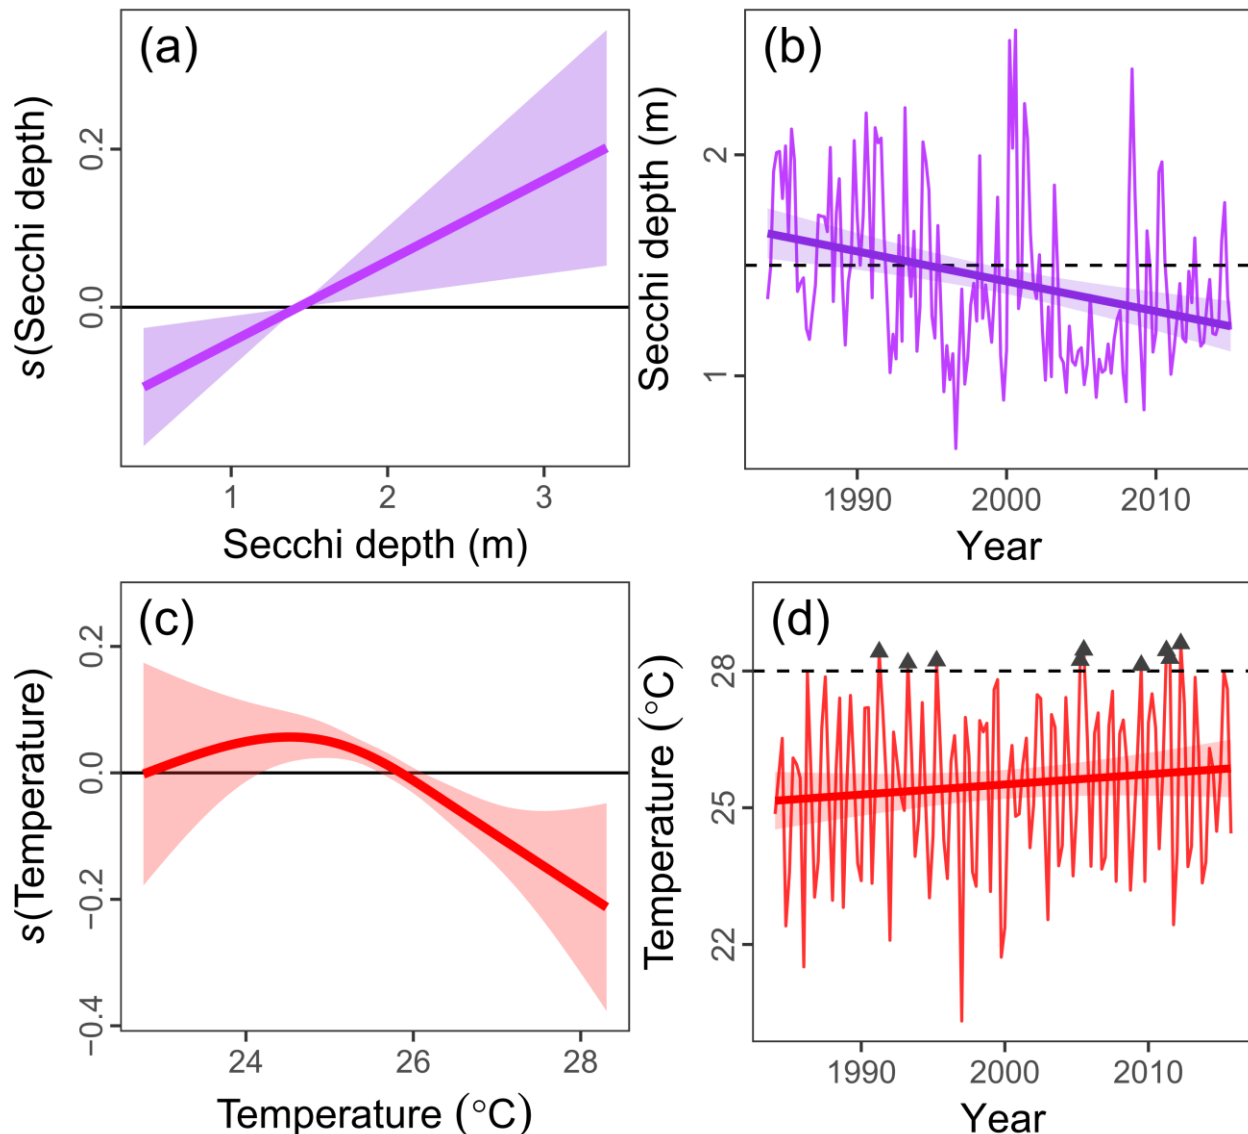 (a)
s(Secchi depth)
0.2
0.0
1 2 3
Secchi depth (m)
(b)
Secchi depth (m)
2
1
1990 2000 2010
Year
(c)
s(Temperature)
0.2
0.0
−0.2
−0.4
24 26 28
Temperature (°C)
(d)
Temperature (°C)
28
25
22
1990 2000 2010
Year